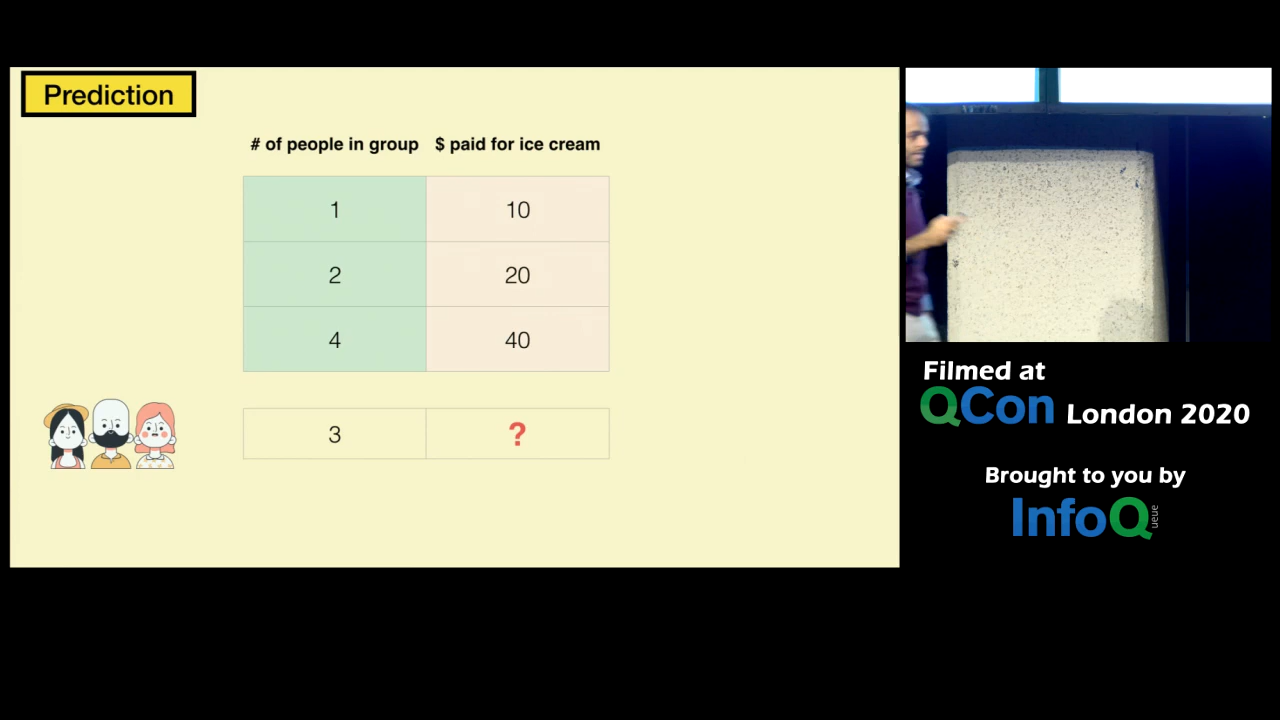 Prediction
# of people in group $ paid for ice cream
1 10
2 20
4 40
3 ?
Filmed at
QCon London 2020
Brought to you by
InfoQ ueue